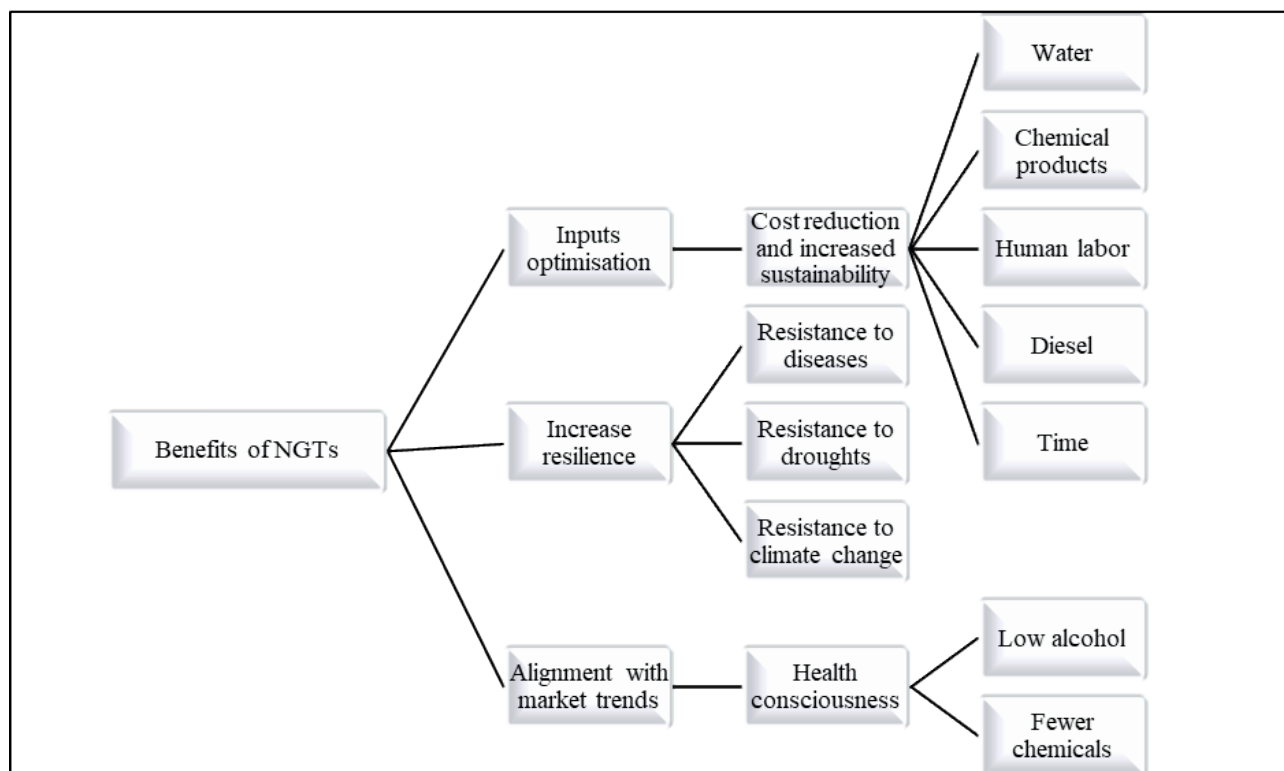 Benefits of NGTs
Inputs
optimisation
Cost reduction
and increased
sustainability
Water
Chemical
products
Human labor
Diesel
Time
Increase
resilience
Resistance to
diseases
Resistance to
droughts
Resistance to
climate change
Alignment with
market trends
Health
consciousness
Low alcohol
Fewer
chemicals